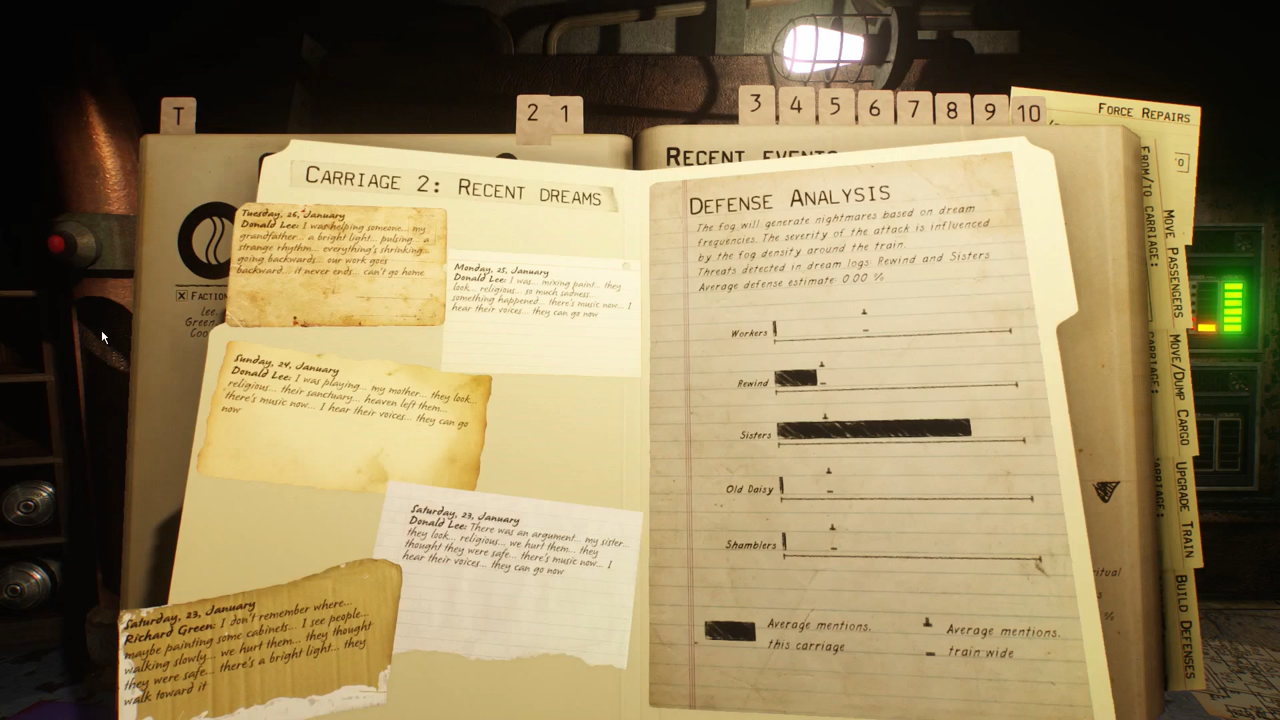 T
2 1
3 4 5 6 7 8 9 10
FORCE REPAIRS
RECENT EVENTS
CARRIAGE 2: RECENT DREAMS
Tuesday, 26, January
Donald Lee: I was helping someone... my
grandfather... a bright light... pulsing... a
strange rhythm... everything's shrinking...
going backwards... our work goes
backward... it never ends... can't go home
Monday, 25, January
Donald Lee: I was... mixing paint... they
look... religious... so much sadness...
something happened... there's music now... I
hear their voices... they can go now
Sunday, 24, January
Donald Lee: I was playing... my mother... they look...
religious... their sanctuary... heaven left them...
there's music now... I hear their voices... they can go
now
Saturday, 23, January
Donald Lee: There was an argument... my sister...
they look... religious... we hurt them... they
thought they were safe... there's music now... I
hear their voices... they can go now
Saturday, 23, January
Richard Green: I don't remember where...
maybe painting some cabinets... I see people...
walking slowly... we hurt them... they thought
they were safe... there's a bright light... they
walk toward it
FACTION
Lee,
Green,
Coo
DEFENSE ANALYSIS
The fog will generate nightmares based on dream
frequencies. The severity of the attack is influenced
by the fog density around the train.
Threats detected in dream logs: Rewind and Sisters
Average defense estimate: 0.00 %
Workers
Rewind
Sisters
Old Daisy
Shamblers
Average mentions,
this carriage
Average mentions,
train wide
FROM/TO CARRIAGE:
MOVE PASSENGERS
CARRIAGE:
MOVE/DUMP CARGO
ARRIAGE:
UPGRADE TRAIN
BUILD DEFENSES
ritual
%